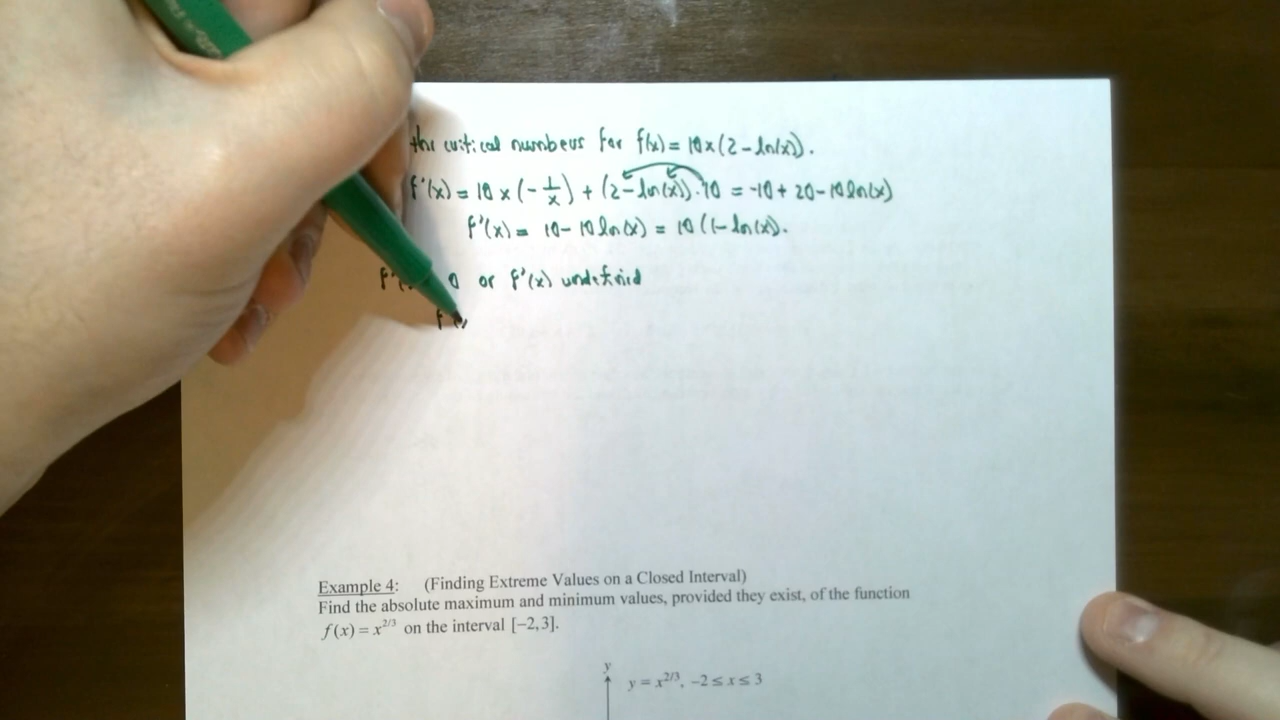 the critical numbers for f(x) = 10x(2 - ln(x)).
f'(x) = 10x(-1/x) + (2 - ln(x))·10 = -10 + 20 - 10ln(x)
f'(x) = 10 - 10ln(x) = 10(1 - ln(x).
0 or f'(x) undefinid
f
Example 4: (Finding Extreme Values on a Closed Interval)
Find the absolute maximum and minimum values, provided they exist, of the function
f(x) = x^{2/3} on the interval [−2,3].
y
y = x^{2/3}, −2 ≤ x ≤ 3